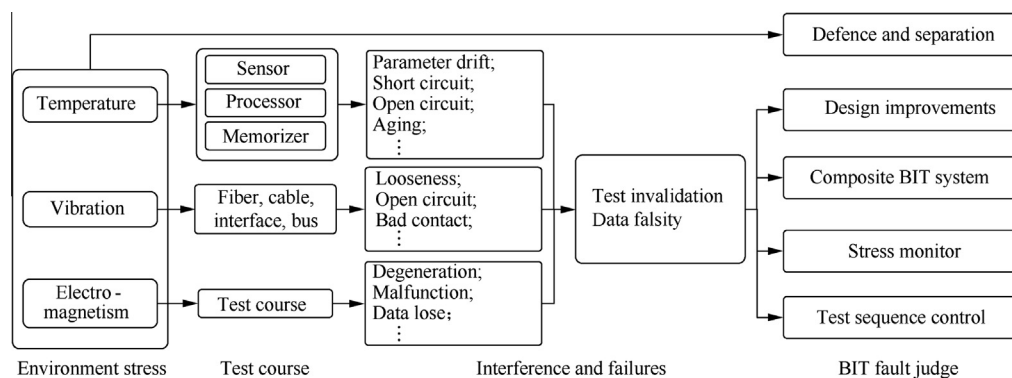 Defence and separation
Sensor
Processor
Memorizer
Temperature
Parameter drift;
Short circuit;
Open circuit;
Aging;
⋮
Design improvements
Composite BIT system
Vibration
Fiber, cable,
interface, bus
Looseness;
Open circuit;
Bad contact;
⋮
Test invalidation
Data falsity
Stress monitor
Electro-
magnetism
Test course
Degeneration;
Malfunction;
Data lose;
⋮
Test sequence control
Environment stress
Test course
Interference and failures
BIT fault judge